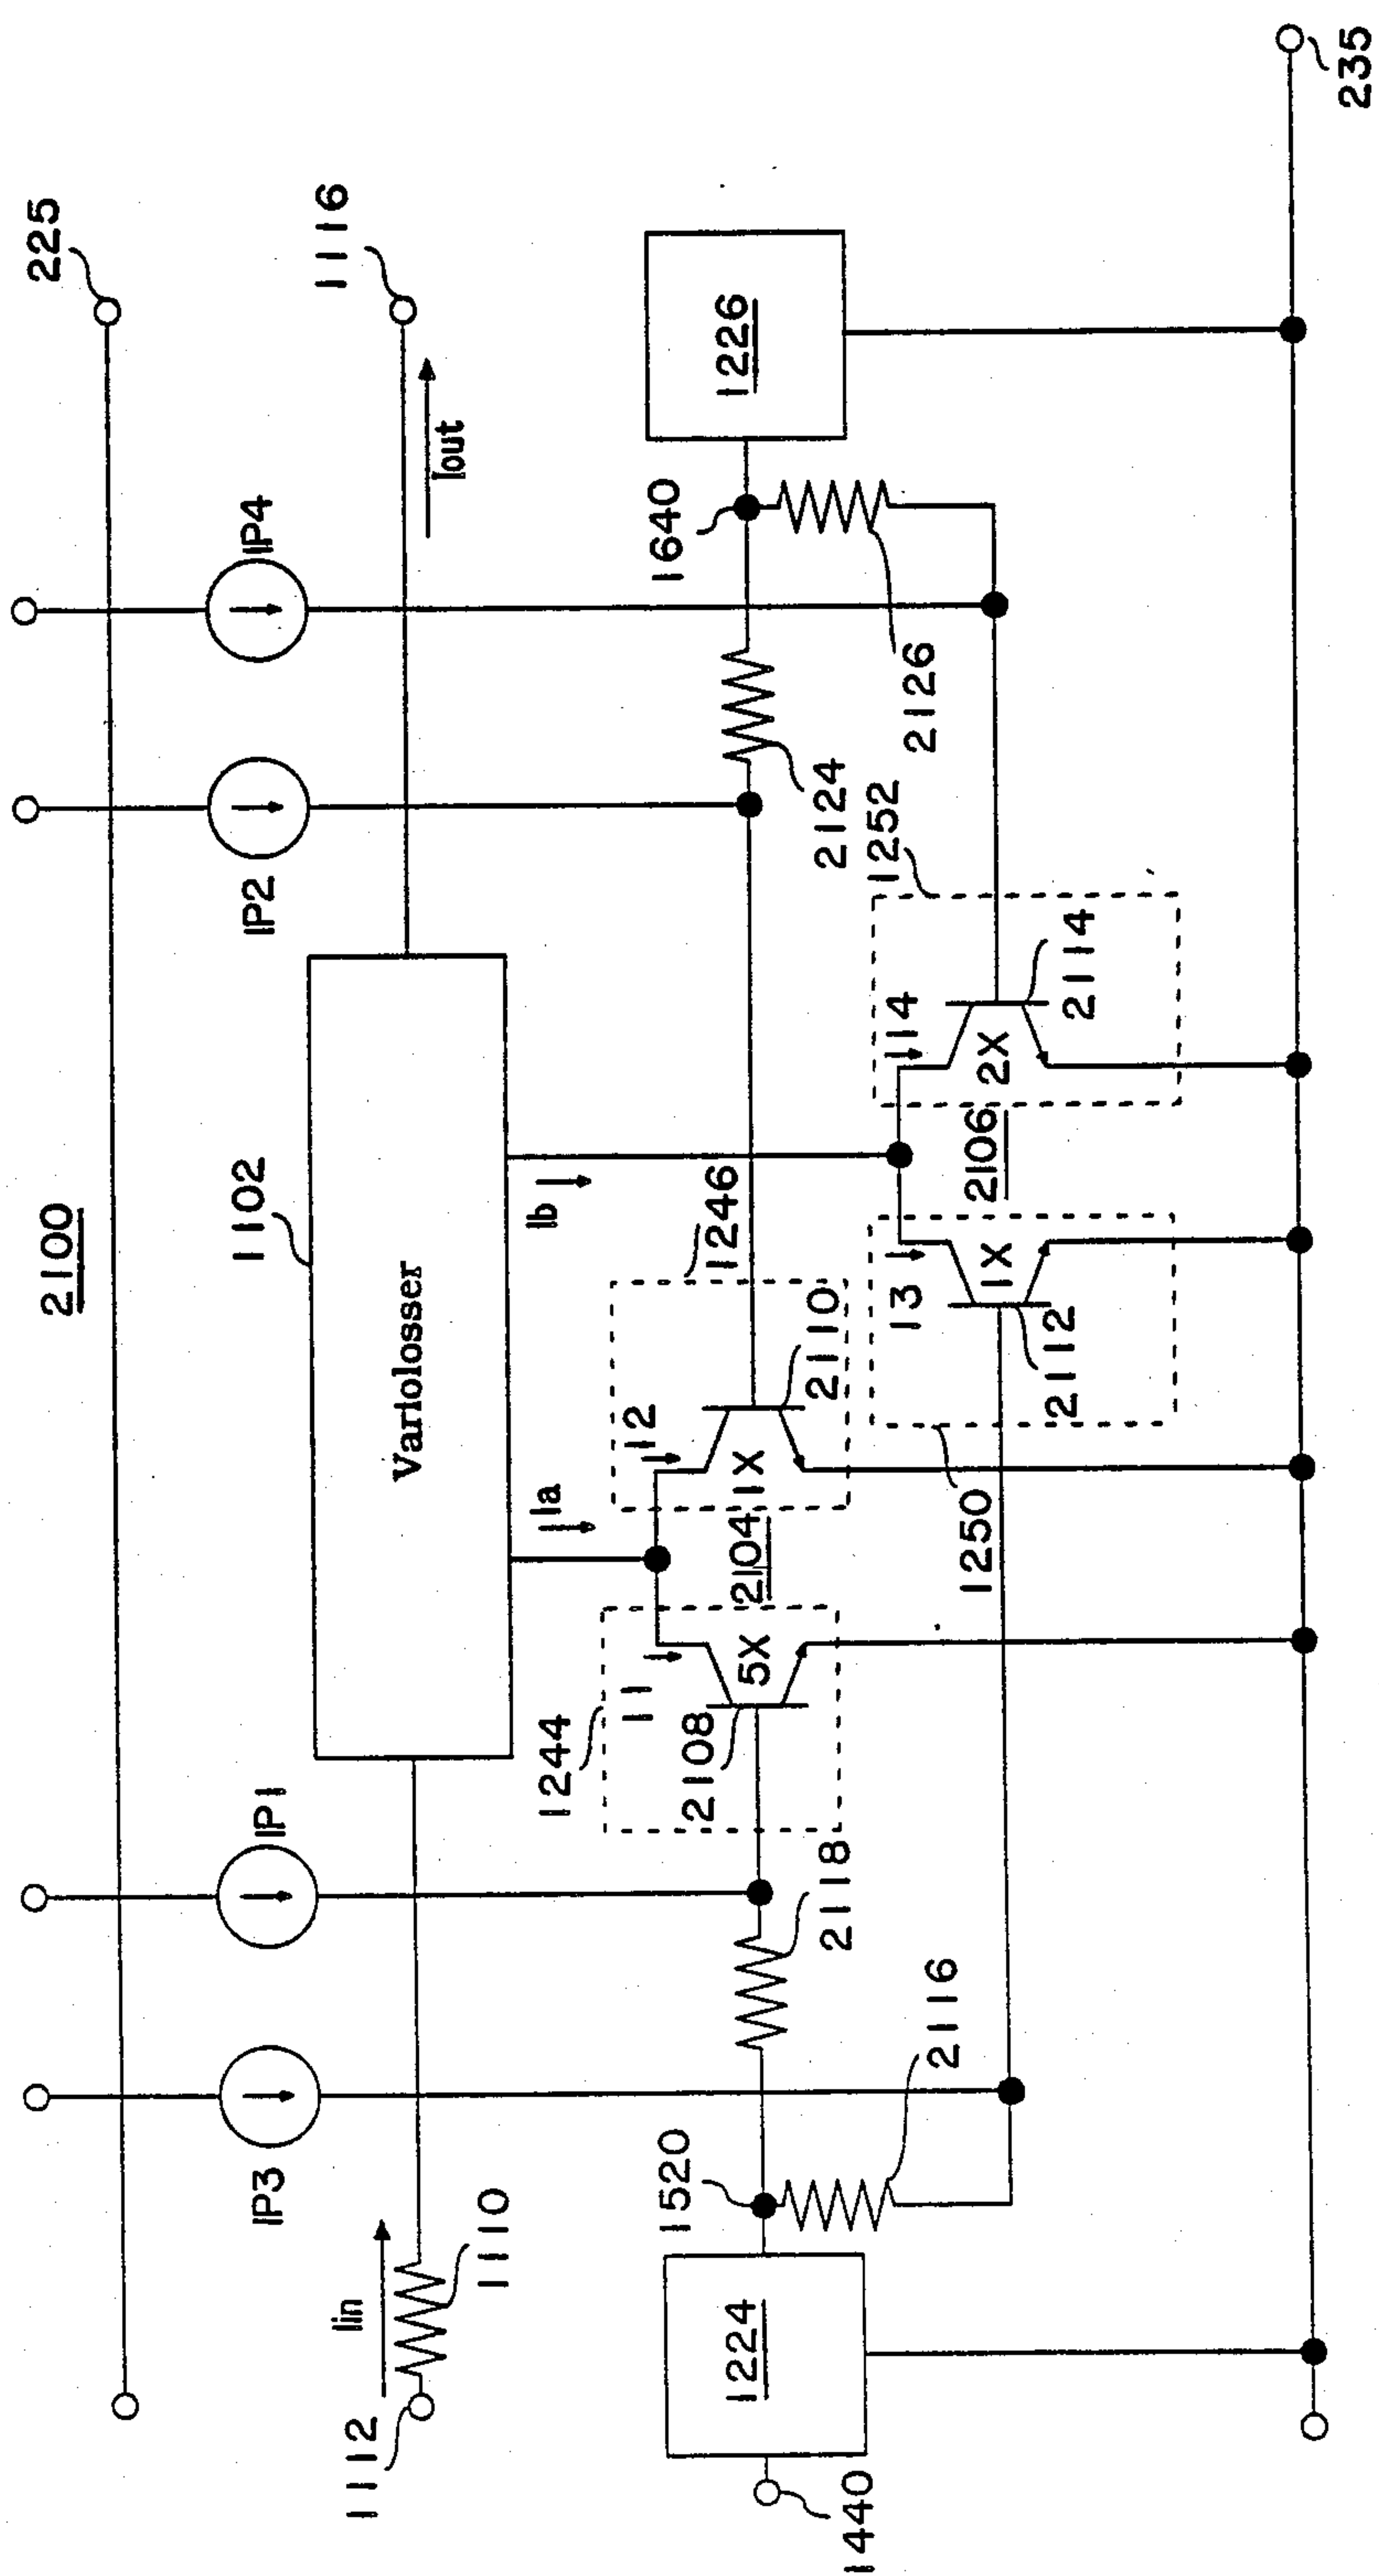 2100
225
1102
1116
IP3
IP1
IP2
IP4
Iin
1112
1110
Variolosser
Iout
Ia
Ib
1440
1224
1520
2116
2118
1244
2108
I1
5X
2104
I2
1X
2110
1246
1250
2112
I3
1X
2106
I4
2X
2114
1252
2124
2126
1640
1226
235